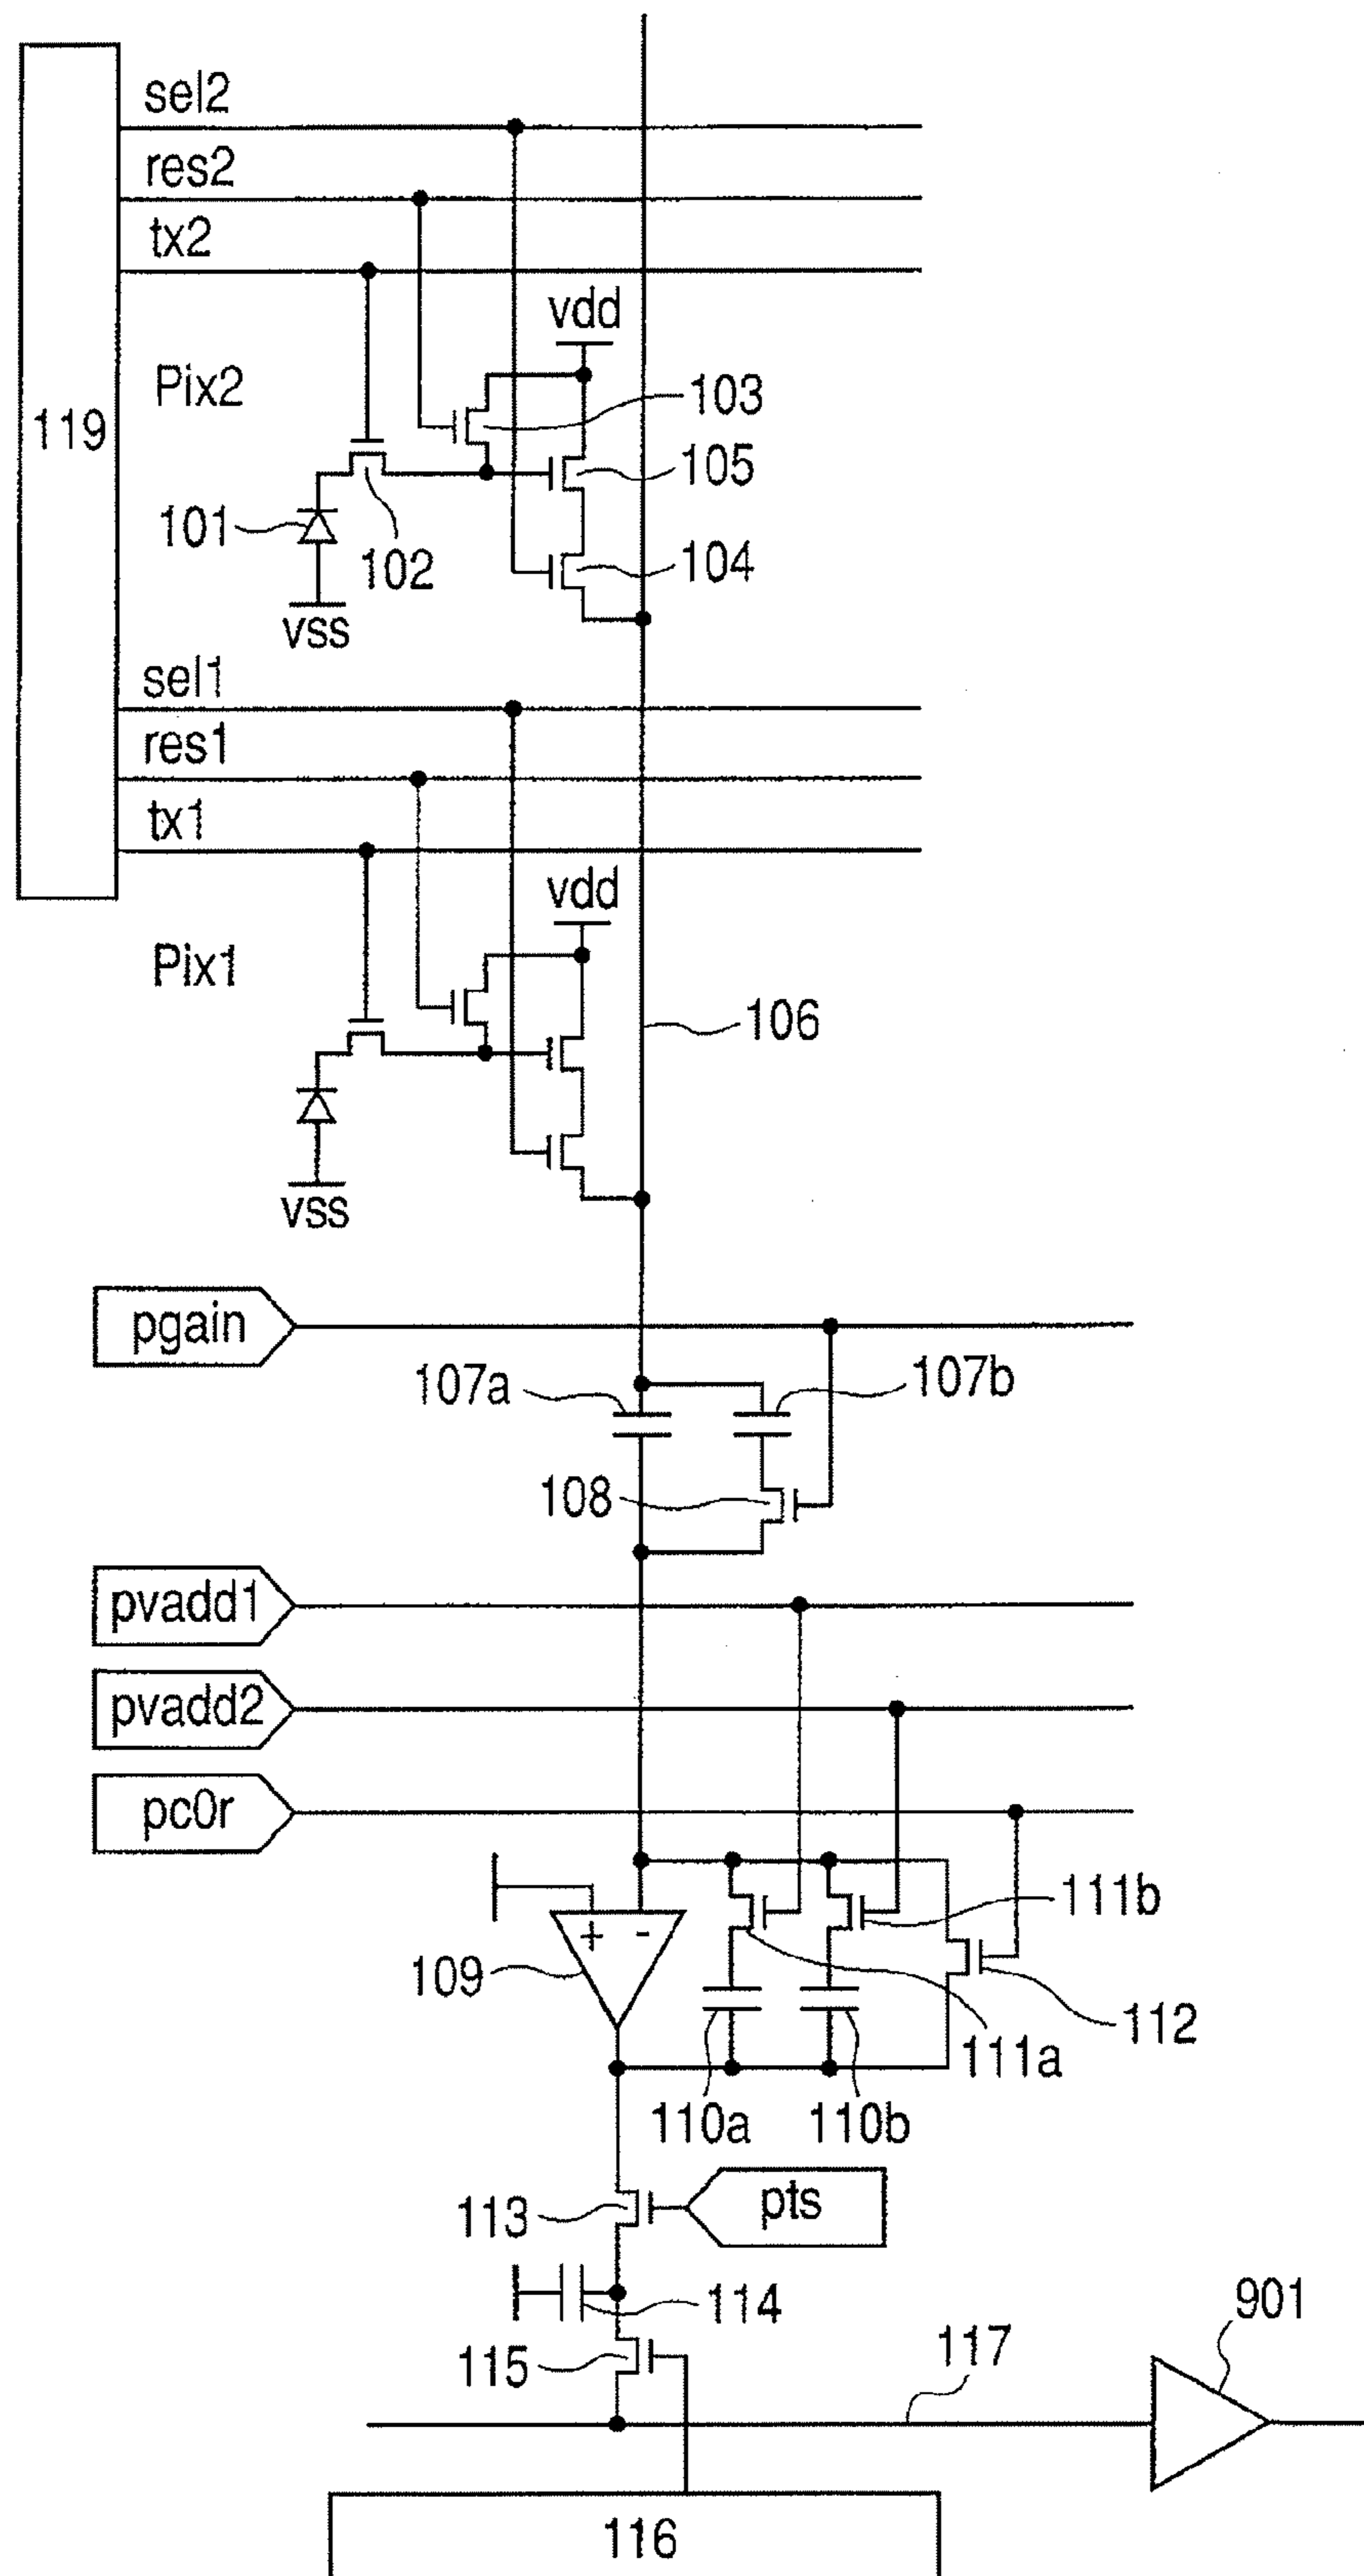 sel2
res2
tx2
vdd
Pix2
103
119
105
101
102
104
vss
sel1
res1
tx1
vdd
Pix1
106
vss
pgain
107a
107b
108
pvadd1
pvadd2
pc0r
+ -
111b
109
112
111a
110a 110b
pts
113
114
901
115
117
116